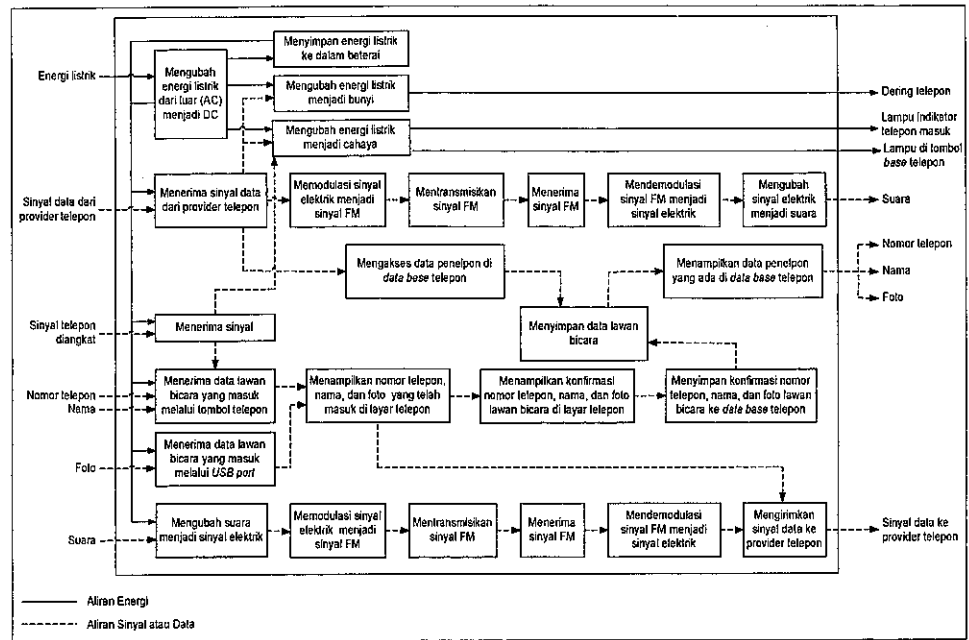 Menyimpan energi listrik
ke dalam beterai
Energi listrik
Mengubah
energi listrik
dari luar (AC)
menjadi DC
Mengubah energi listrik
menjadi bunyi
Dering telepon
Mengubah energi listrik
menjadi cahaya
Lampu indikator
telepon masuk
Lampu di tombol
base telepon
Sinyal data dari
provider telepon
Menerima sinyal data
dari provider telepon
Memodulasi sinyal
elektrik menjadi
sinyal FM
Mentransmisikan
sinyal FM
Menerima
sinyal FM
Mendemodulasi
sinyal FM menjadi
sinyal elektrik
Mengubah
sinyal elektrik
menjadi suara
Suara
Mengakses data penelpon di
data base telepon
Menampilkan data penelpon
yang ada di data base telepon
Nomor telepon
Nama
Foto
Sinyal telepon
diangkat
Menerima sinyal
Menyimpan data lawan
bicara
Nomor telepon
Nama
Menerima data lawan
bicara yang masuk
melalui tombol telepon
Menampilkan nomor telepon,
nama, dan foto yang telah
masuk di layar telepon
Menampilkan konfirmasi
nomor telepon, nama, dan foto
lawan bicara di layar telepon
Menyimpan konfirmasi nomor
telepon, nama, dan foto lawan
bicara ke data base telepon
Foto
Menerima data lawan
bicara yang masuk
melalui USB port
Suara
Mengubah suara
menjadi sinyal elektrik
Memodulasi sinyal
elektrik menjadi
sinyal FM
Mentransmisikan
sinyal FM
Menerima
sinyal FM
Mendemodulasi
sinyal FM menjadi
sinyal elektrik
Mengirimkan
sinyal data ke
provider telepon
Sinyal data ke
provider telepon
Aliran Energi
Aliran Sinyal atau Data